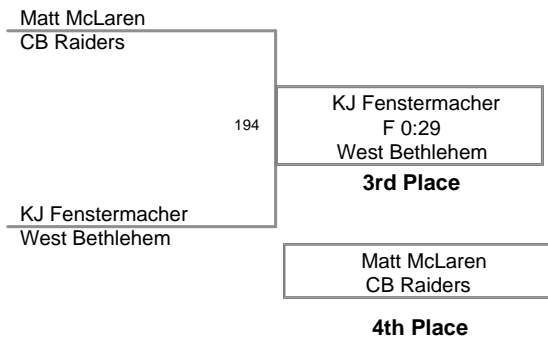 Matt McLaren
CB Raiders
194
KJ Fenstermacher
F 0:29
West Bethlehem
3rd Place
KJ Fenstermacher
West Bethlehem
Matt McLaren
CB Raiders
4th Place